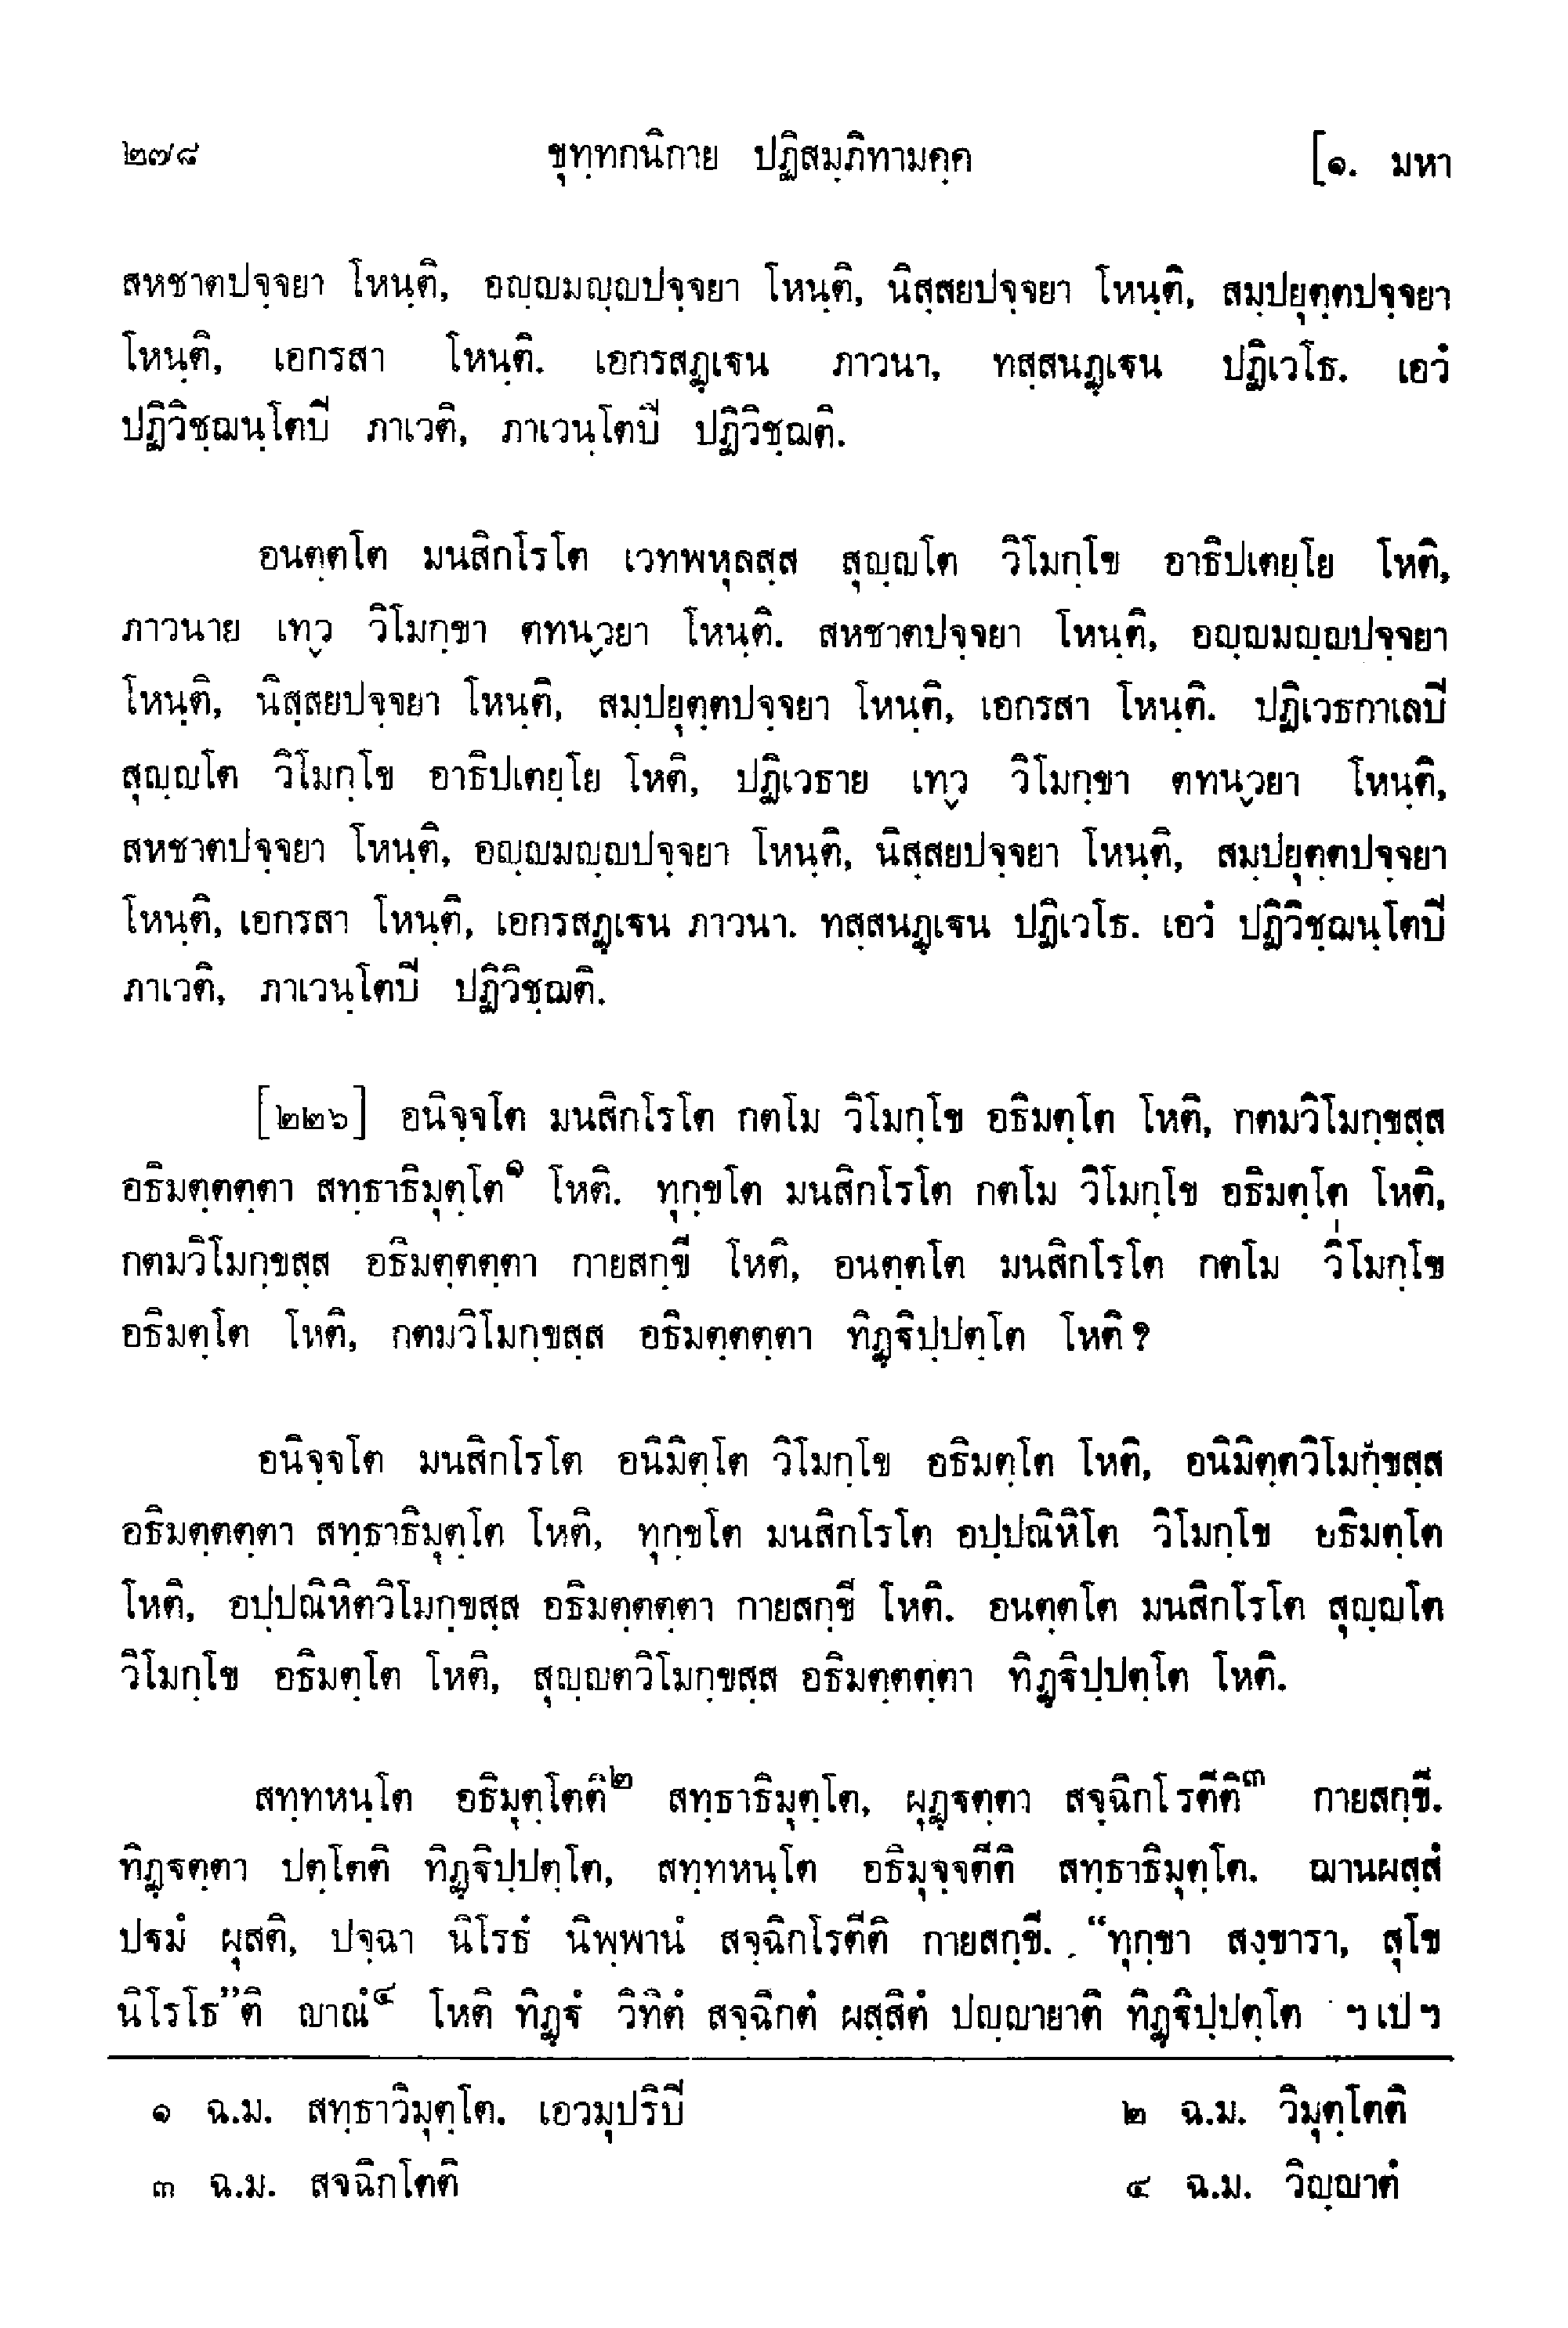 ๒๗๘ ขุทฺทกนิกาย ปฏิสมฺภิทามคฺค [๑. มหา
สหชาตปจฺจยา โหนฺติ, อญฺญมญฺญปจฺจยา โหนฺติ, นิสฺสยปจฺจยา โหนฺติ, สมฺปยุตฺตปจฺจยา
โหนฺติ, เอกรสา โหนฺติ. เอกรสฏฺเฐน ภาวนา, ทสฺสนฏฺเฐน ปฏิเวโธ. เอวํ
ปฏิวิชฺฌนฺโตปิ ภาเวติ, ภาเวนฺโตปิ ปฏิวิชฺฌติ.
อนตฺตโต มนสิกโรโต เวทพหุลสฺส สุญฺญโต วิโมกฺโข อาธิปเตยฺโย โหติ,
ภาวนาย เทฺว วิโมกฺขา ตทนฺวยา โหนฺติ. สหชาตปจฺจยา โหนฺติ, อญฺญมญฺญปจฺจยา
โหนฺติ, นิสฺสยปจฺจยา โหนฺติ, สมฺปยุตฺตปจฺจยา โหนฺติ, เอกรสา โหนฺติ. ปฏิเวธกาเลปิ
สุญฺญโต วิโมกฺโข อาธิปเตยฺโย โหติ, ปฏิเวธาย เทฺว วิโมกฺขา ตทนฺวยา โหนฺติ,
สหชาตปจฺจยา โหนฺติ, อญฺญมญฺญปจฺจยา โหนฺติ, นิสฺสยปจฺจยา โหนฺติ, สมฺปยุตฺตปจฺจยา
โหนฺติ, เอกรสา โหนฺติ, เอกรสฏฺเฐน ภาวนา. ทสฺสนฏฺเฐน ปฏิเวโธ. เอวํ ปฏิวิชฺฌนฺโตปิ
ภาเวติ, ภาเวนฺโตปิ ปฏิวิชฺฌติ.
[๒๒๖] อนิจฺจโต มนสิกโรโต กตโม วิโมกฺโข อธิมตฺโต โหติ, กตมวิโมกฺขสฺส
อธิมตฺตตฺตา สทฺธาธิมุตฺโต๑ โหติ. ทุกฺขโต มนสิกโรโต กตโม วิโมกฺโข อธิมตฺโต โหติ,
กตมวิโมกฺขสฺส อธิมตฺตตฺตา กายสกฺขี โหติ, อนตฺตโต มนสิกโรโต กตโม วิโมกฺโข
อธิมตฺโต โหติ, กตมวิโมกฺขสฺส อธิมตฺตตฺตา ทิฏฺฐิปฺปตฺโต โหติ ?
อนิจฺจโต มนสิกโรโต อนิมิตฺโต วิโมกฺโข อธิมตฺโต โหติ, อนิมิตฺตวิโมกฺขสฺส
อธิมตฺตตฺตา สทฺธาธิมุตฺโต โหติ, ทุกฺขโต มนสิกโรโต อปฺปณิหิโต วิโมกฺโข อธิมตฺโต
โหติ, อปฺปณิหิตวิโมกฺขสฺส อธิมตฺตตฺตา กายสกฺขี โหติ. อนตฺตโต มนสิกโรโต สุญฺญโต
วิโมกฺโข อธิมตฺโต โหติ, สุญฺญตวิโมกฺขสฺส อธิมตฺตตฺตา ทิฏฺฐิปฺปตฺโต โหติ.
สทฺทหนฺโต อธิมุตฺโตติ๒ สทฺธาธิมุตฺโต, ผุฏฺฐตฺตา สจฺฉิกโรตีติ๓ กายสกฺขี.
ทิฏฺฐตฺตา ปตฺโตติ ทิฏฺฐิปฺปตฺโต, สทฺทหนฺโต อธิมุจฺจตีติ สทฺธาธิมุตฺโต. ฌานผสฺสํ
ปฐมํ ผุสติ, ปจฺฉา นิโรธํ นิพฺพานํ สจฺฉิกโรตีติ กายสกฺขี. “ทุกฺขา สงฺขารา, สุโข
นิโรโธ”ติ ญาณํ๔ โหติ ทิฏฺฐํ วิทิตํ สจฺฉิกตํ ผสฺสิตํ ปญฺญายาติ ทิฏฺฐิปฺปตฺโต ฯ เป ฯ
๑ ฉ.ม. สทฺธาวิมุตฺโต. เอวมุปริปิ ๒ ฉ.ม. วิมุตฺโตติ
๓ ฉ.ม. สจฉิกโตติ ๔ ฉ.ม. วิญฺญาตํ